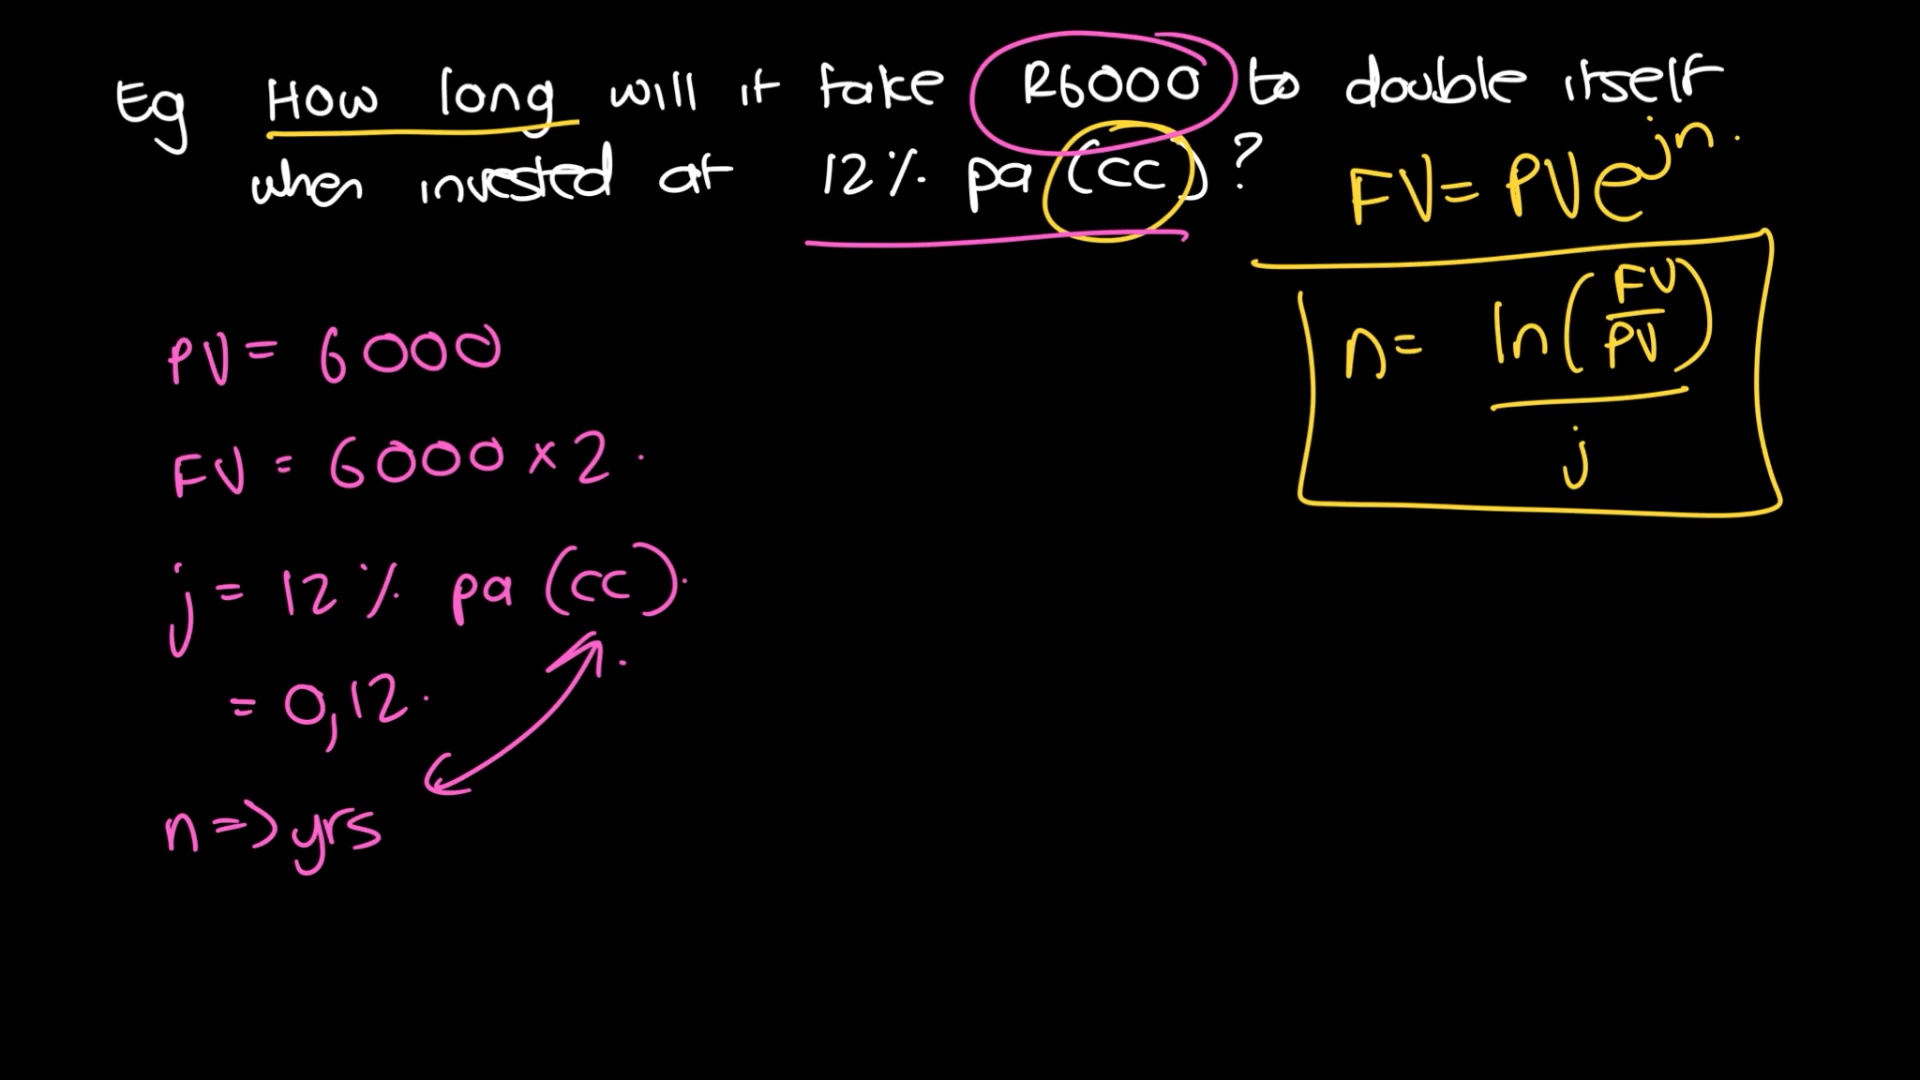 Eg How long will it take R6000 to double itself
when invested at 12% pa (cc)?
FV = PVe^jn.
n = ln(FV/PV)/j
PV = 6000
FV = 6000 × 2.
j = 12% pa (cc).
= 0,12.
n => yrs